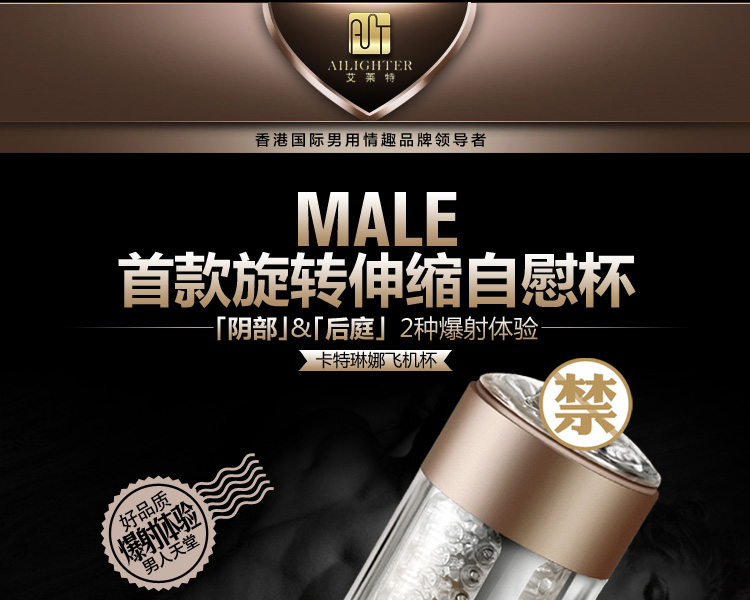 AILIGHTER
艾莱特
香港国际男用情趣品牌领导者
MALE
首款旋转伸缩自慰杯
「阴部」&「后庭」 2种爆射体验
卡特琳娜飞机杯
禁
好品质
爆射体验
男人天堂